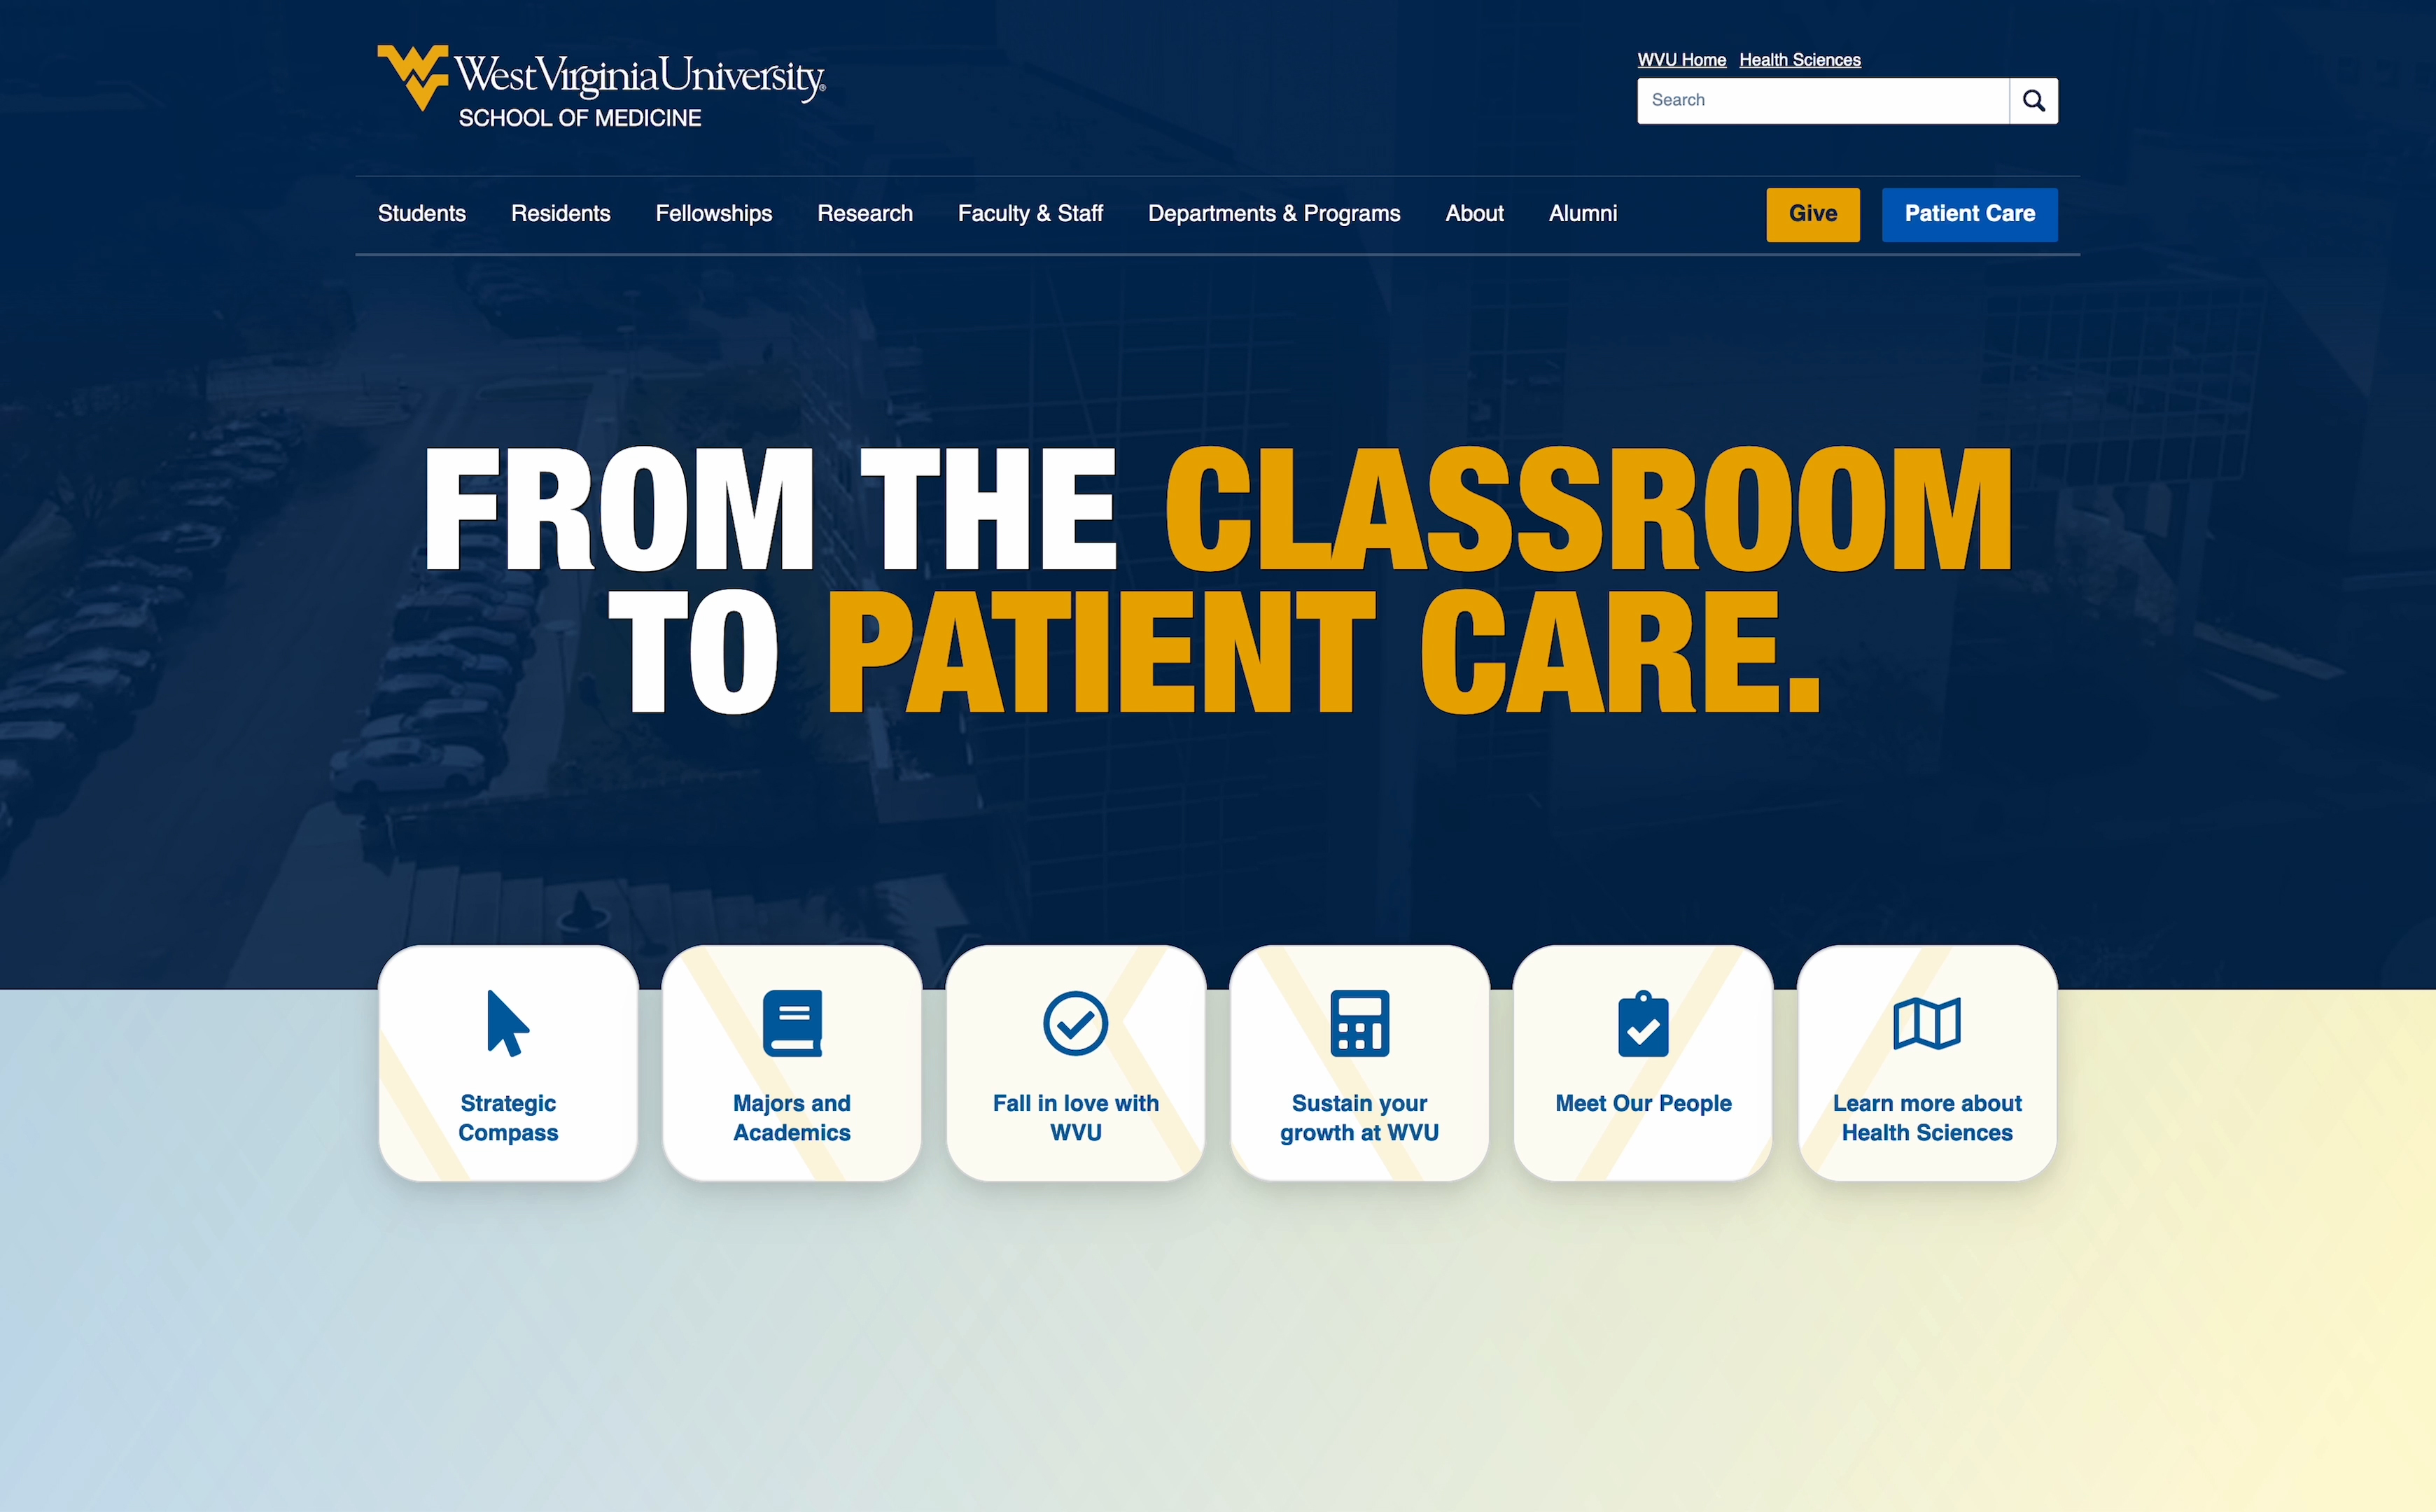 WestVirginiaUniversity®
SCHOOL OF MEDICINE
WVU Home Health Sciences
Search
Students Residents Fellowships Research Faculty & Staff Departments & Programs About Alumni Give Patient Care
FROM THE CLASSROOM
TO PATIENT CARE.
Strategic
Compass
Majors and
Academics
Fall in love with
WVU
Sustain your
growth at WVU
Meet Our People
Learn more about
Health Sciences